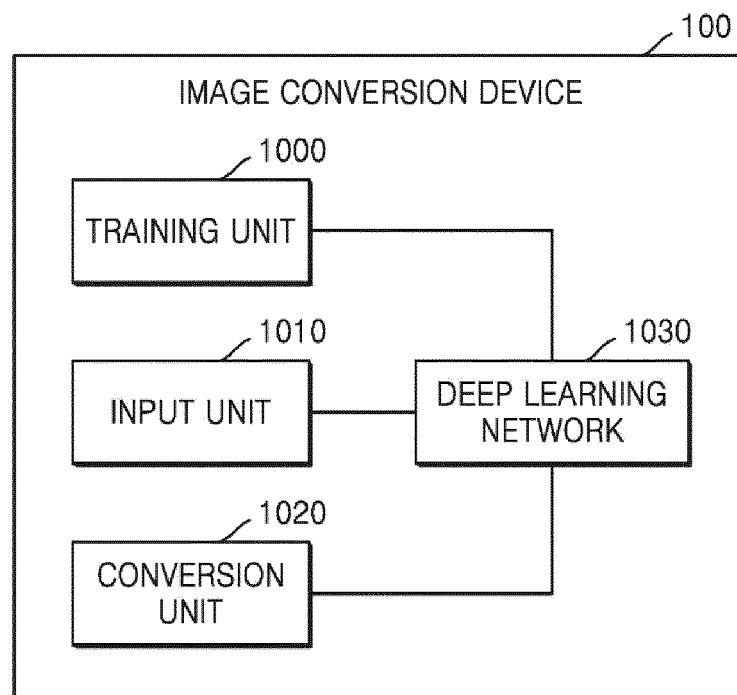 100
IMAGE CONVERSION DEVICE
1000
TRAINING UNIT
1010
INPUT UNIT
1030
DEEP LEARNING
NETWORK
1020
CONVERSION
UNIT